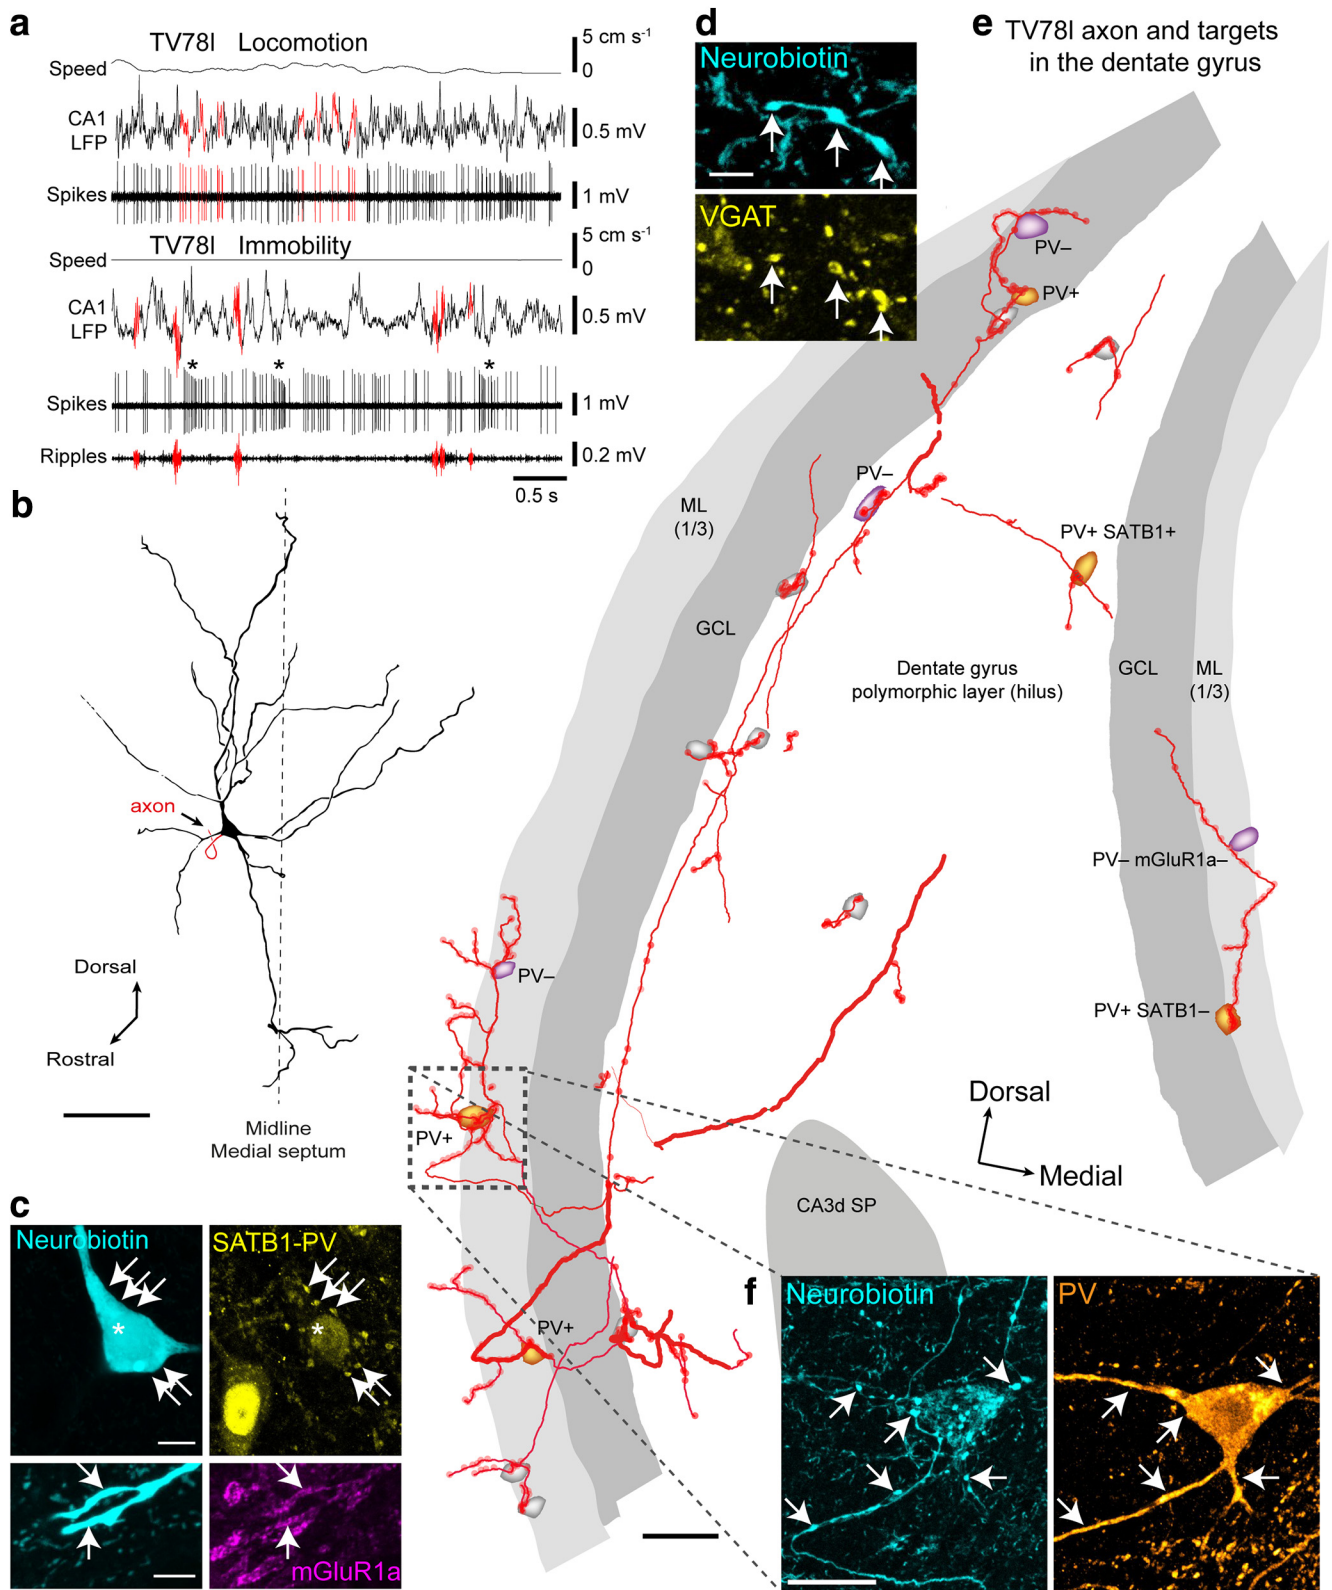 a
TV78l Locomotion
5 cm s-1
0
Speed
CA1
LFP
0.5 mV
Spikes
1 mV
TV78l Immobility
5 cm s-1
0
Speed
CA1
LFP
0.5 mV
* * *
Spikes
1 mV
Ripples
0.2 mV
0.5 s
b
axon
Dorsal
Rostral
Midline
Medial septum
c
Neurobiotin
*
SATB1-PV
*
mGluR1a
d
Neurobiotin
VGAT
e
TV78l axon and targets
in the dentate gyrus
PV–
PV+
PV–
ML
(1/3)
PV+ SATB1+
GCL
Dentate gyrus
polymorphic layer (hilus)
GCL
ML
(1/3)
PV– mGluR1a–
PV–
PV+ SATB1–
PV+
Dorsal
Medial
CA3d SP
PV+
f
Neurobiotin
PV